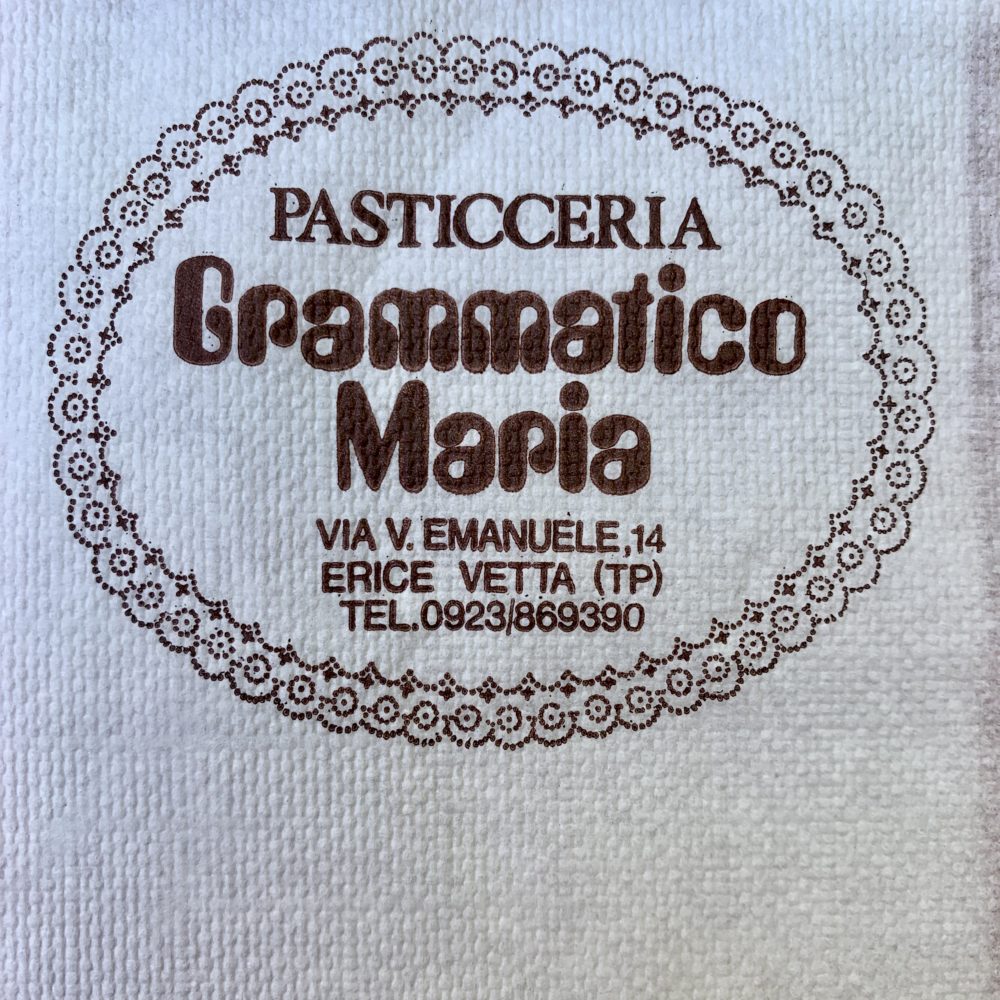 PASTICCERIA
Grammatico
Maria
VIA V. EMANUELE,14
ERICE VETTA (TP)
TEL.0923/869390